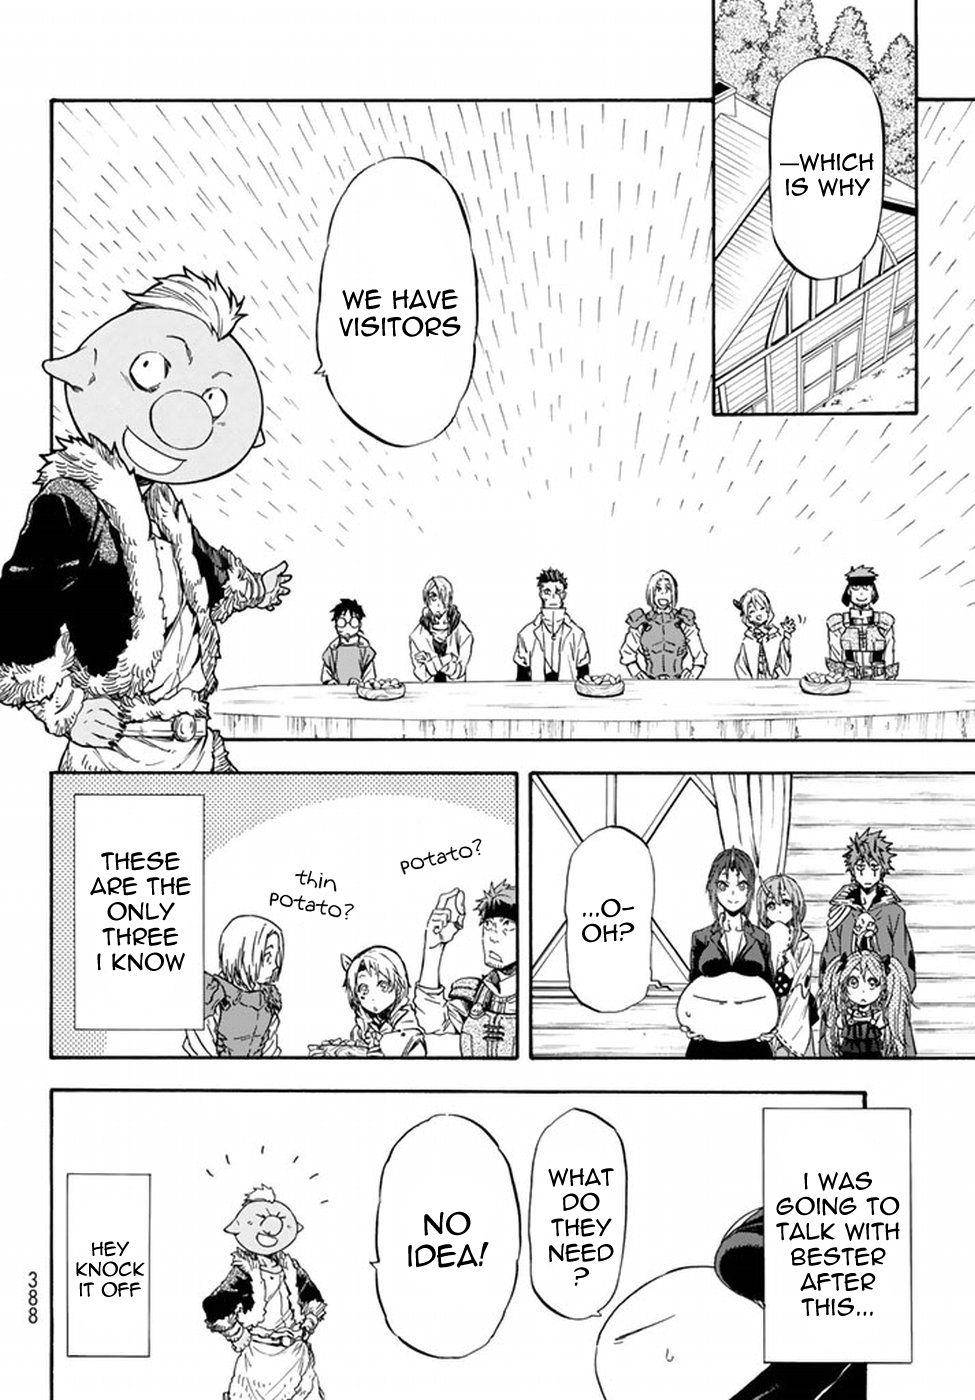 —WHICH
IS WHY
WE HAVE
VISITORS
...O-
OH?
potato?
thin
potato?
THESE
ARE THE
ONLY
THREE
I KNOW
I WAS
GOING TO
TALK WITH
BESTER
AFTER
THIS...
WHAT
DO
THEY
NEED
?
NO
IDEA!
HEY
KNOCK
IT OFF
388